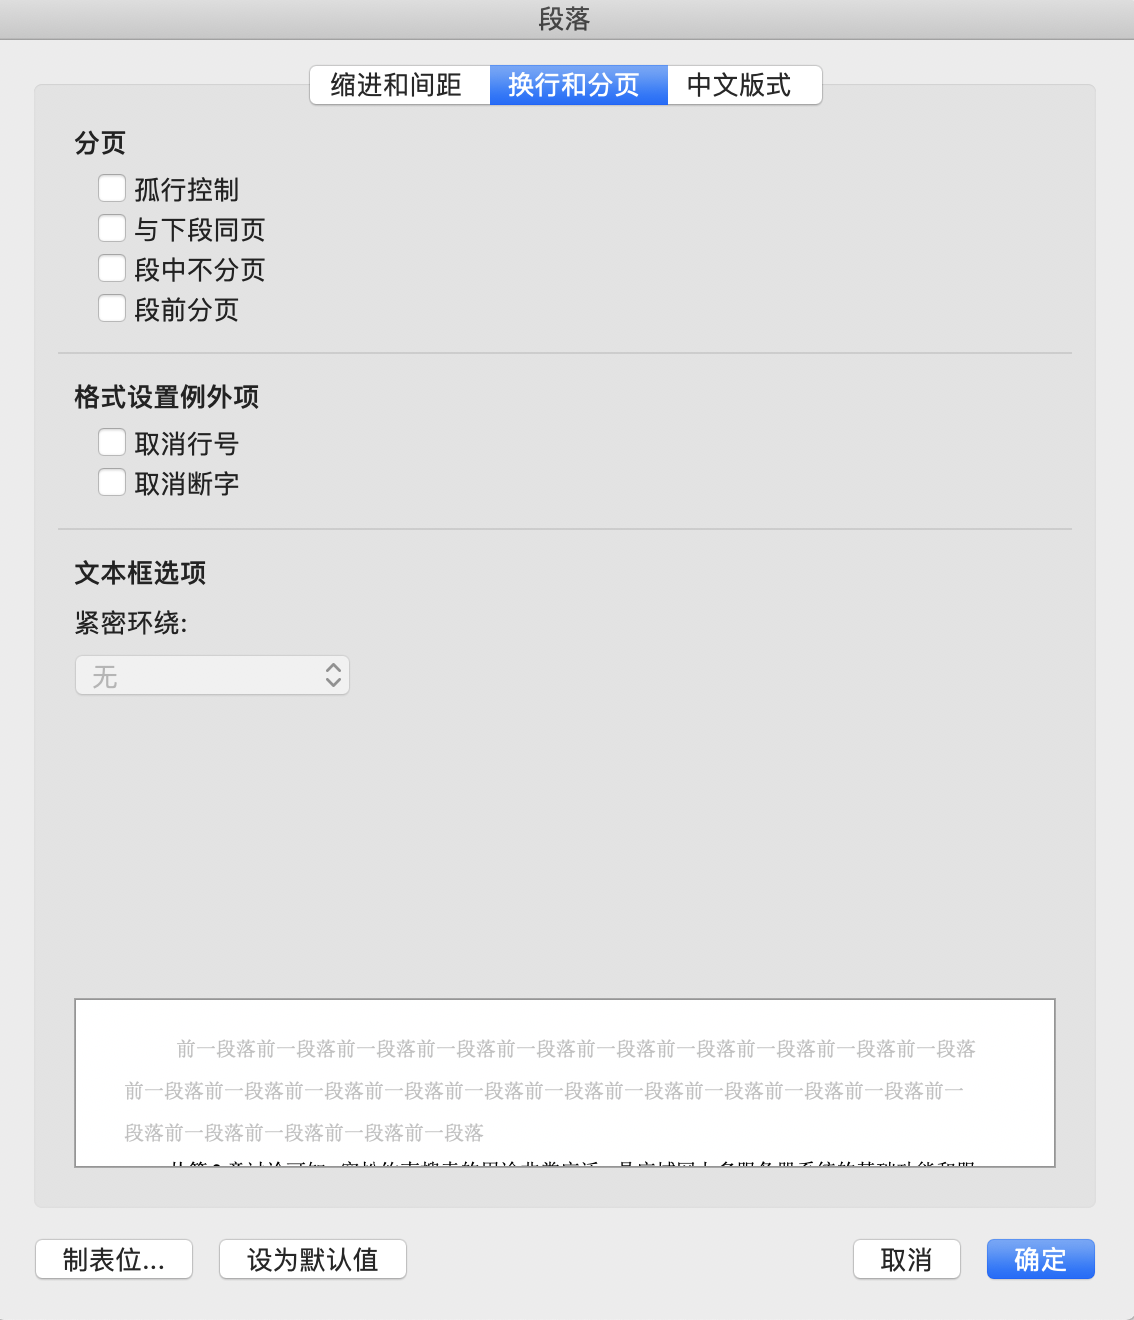 段落
缩进和间距 换行和分页 中文版式
分页
孤行控制
与下段同页
段中不分页
段前分页
格式设置例外项
取消行号
取消断字
文本框选项
紧密环绕:
无
前一段落前一段落前一段落前一段落前一段落前一段落前一段落前一段落前一段落前一段落
前一段落前一段落前一段落前一段落前一段落前一段落前一段落前一段落前一段落前一段落前一
段落前一段落前一段落前一段落前一段落
制表位... 设为默认值 取消 确定